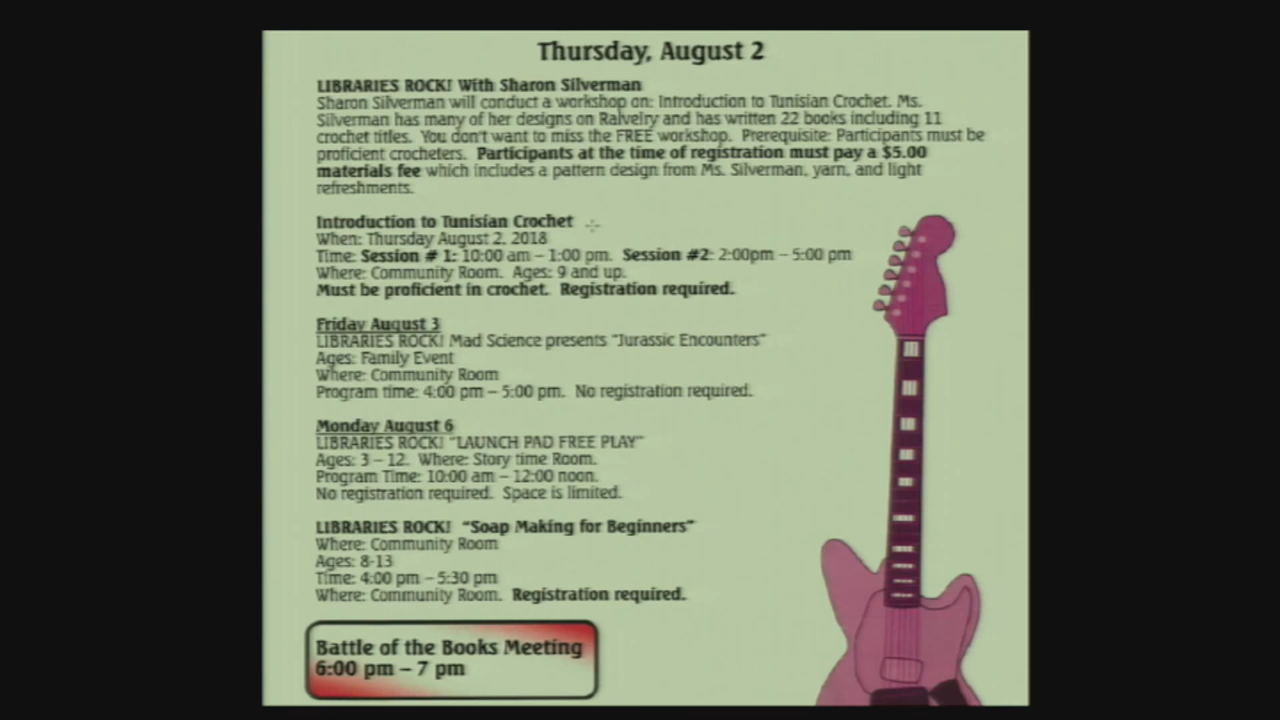 Thursday, August 2
LIBRARIES ROCK! With Sharon Silverman
Sharon Silverman will conduct a workshop on: Introduction to Tunisian Crochet. Ms.
Silverman has many of her designs on Ralvelry and has written 22 books including 11
crochet titles. You don't want to miss the FREE workshop. Prerequisite: Participants must be
proficient crocheters. Participants at the time of registration must pay a $5.00
materials fee which includes a pattern design from Ms. Silverman, yarn, and light
refreshments.
Introduction to Tunisian Crochet
When: Thursday August 2, 2018
Time: Session # 1: 10:00 am – 1:00 pm. Session #2: 2:00pm – 5:00 pm
Where: Community Room. Ages: 9 and up.
Must be proficient in crochet. Registration required.
Friday August 3
LIBRARIES ROCK! Mad Science presents "Jurassic Encounters"
Ages: Family Event
Where: Community Room
Program time: 4:00 pm – 5:00 pm. No registration required.
Monday August 6
LIBRARIES ROCK! "LAUNCH PAD FREE PLAY"
Ages: 3 – 12. Where: Story time Room.
Program Time: 10:00 am – 12:00 noon.
No registration required. Space is limited.
LIBRARIES ROCK! "Soap Making for Beginners"
Where: Community Room
Ages: 8-13
Time: 4:00 pm – 5:30 pm
Where: Community Room. Registration required.
Battle of the Books Meeting
6:00 pm – 7 pm